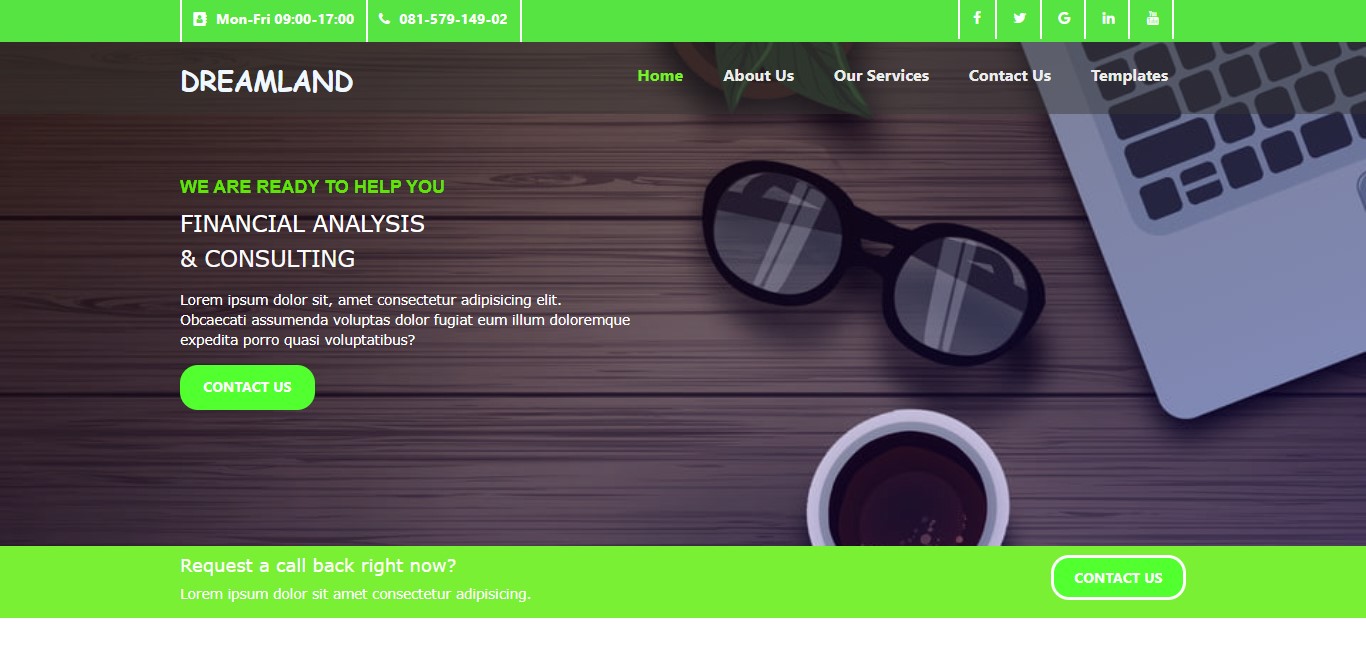 Mon-Fri 09:00-17:00
081-579-149-02
DREAMLAND
Home
About Us
Our Services
Contact Us
Templates
WE ARE READY TO HELP YOU
FINANCIAL ANALYSIS
& CONSULTING
Lorem ipsum dolor sit, amet consectetur adipisicing elit.
Obcaecati assumenda voluptas dolor fugiat eum illum doloremque
expedita porro quasi voluptatibus?
CONTACT US
Request a call back right now?
Lorem ipsum dolor sit amet consectetur adipisicing.
CONTACT US